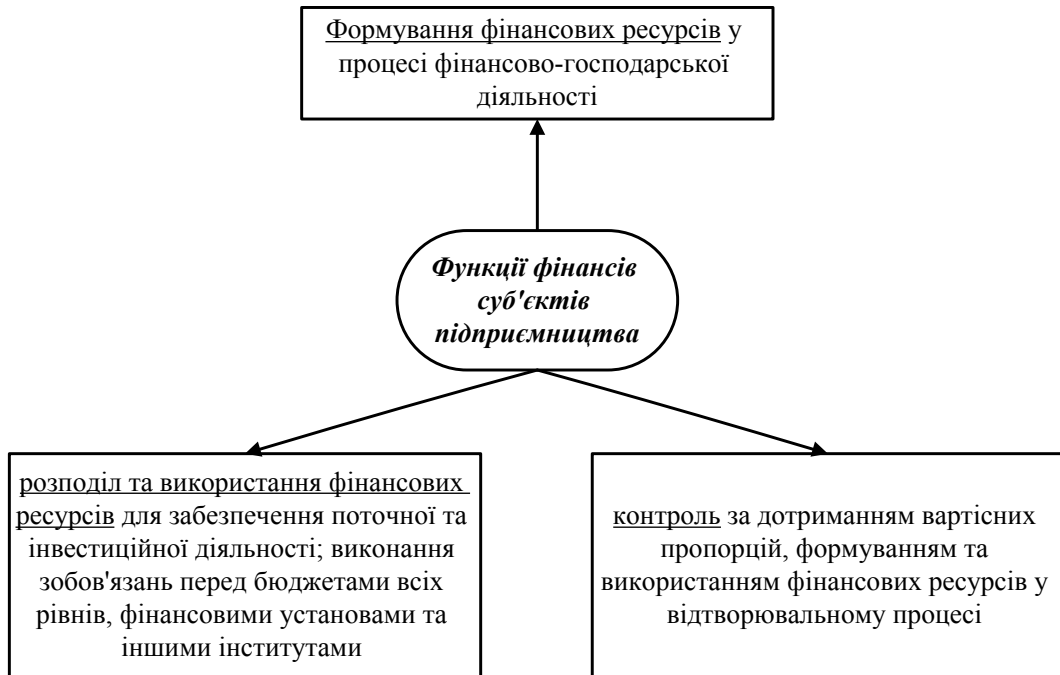 Формування фінансових ресурсів у
процесі фінансово-господарської
діяльності
Функції фінансів
суб'єктів
підприємництва
розподіл та використання фінансових
ресурсів для забезпечення поточної та
інвестиційної діяльності; виконання
зобов'язань перед бюджетами всіх
рівнів, фінансовими установами та
іншими інститутами
контроль за дотриманням вартісних
пропорцій, формуванням та
використанням фінансових ресурсів у
відтворювальному процесі